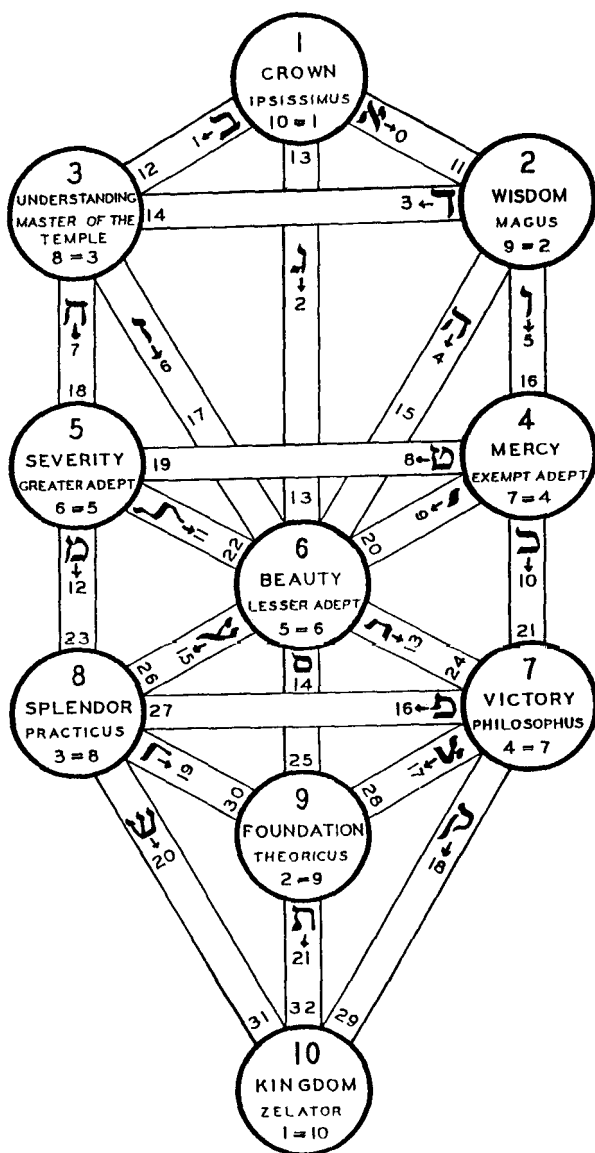 1
CROWN
IPSISSIMUS
10=1
1←ב
א→0
12
13
11
3
UNDERSTANDING
MASTER OF THE
TEMPLE
8=3
2
WISDOM
MAGUS
9=2
14
3←ד
ג
↓
2
ח
↓
7
ז→6
ה
↓
4
ו
↓
5
18
17
15
16
5
SEVERITY
GREATER ADEPT
6=5
4
MERCY
EXEMPT ADEPT
7=4
19
8←ט
ל→11
22
13
20
י
↓
9
6
BEAUTY
LESSER ADEPT
5=6
מ
↓
12
כ
↓
10
23
26
15←ע
ס
↓
14
נ→13
24
21
8
SPLENDOR
PRACTICUS
3=8
7
VICTORY
PHILOSOPHUS
4=7
27
16←פ
ר→19
30
25
28
17←צ
9
FOUNDATION
THEORICUS
2=9
ש→20
ק
↓
18
ת
↓
21
31
32
29
10
KINGDOM
ZELATOR
1=10